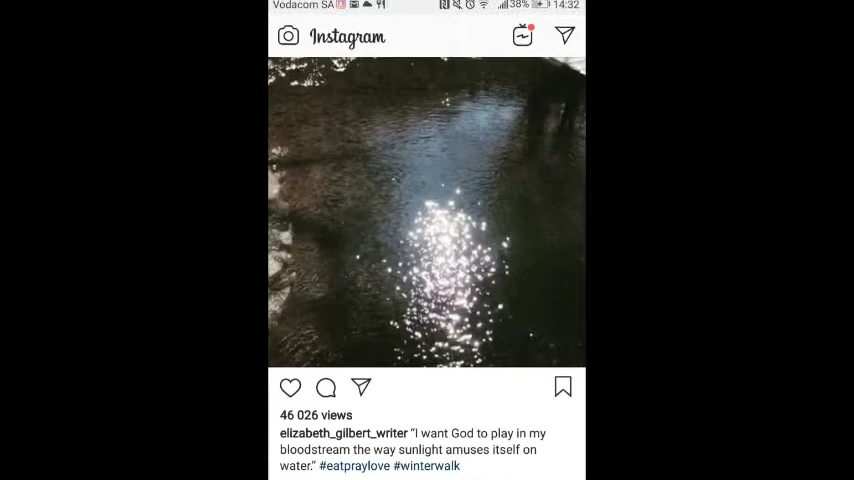 Vodacom SA 38% 14:32
Instagram
46 026 views
elizabeth_gilbert_writer “I want God to play in my
bloodstream the way sunlight amuses itself on
water.” #eatpraylove #winterwalk